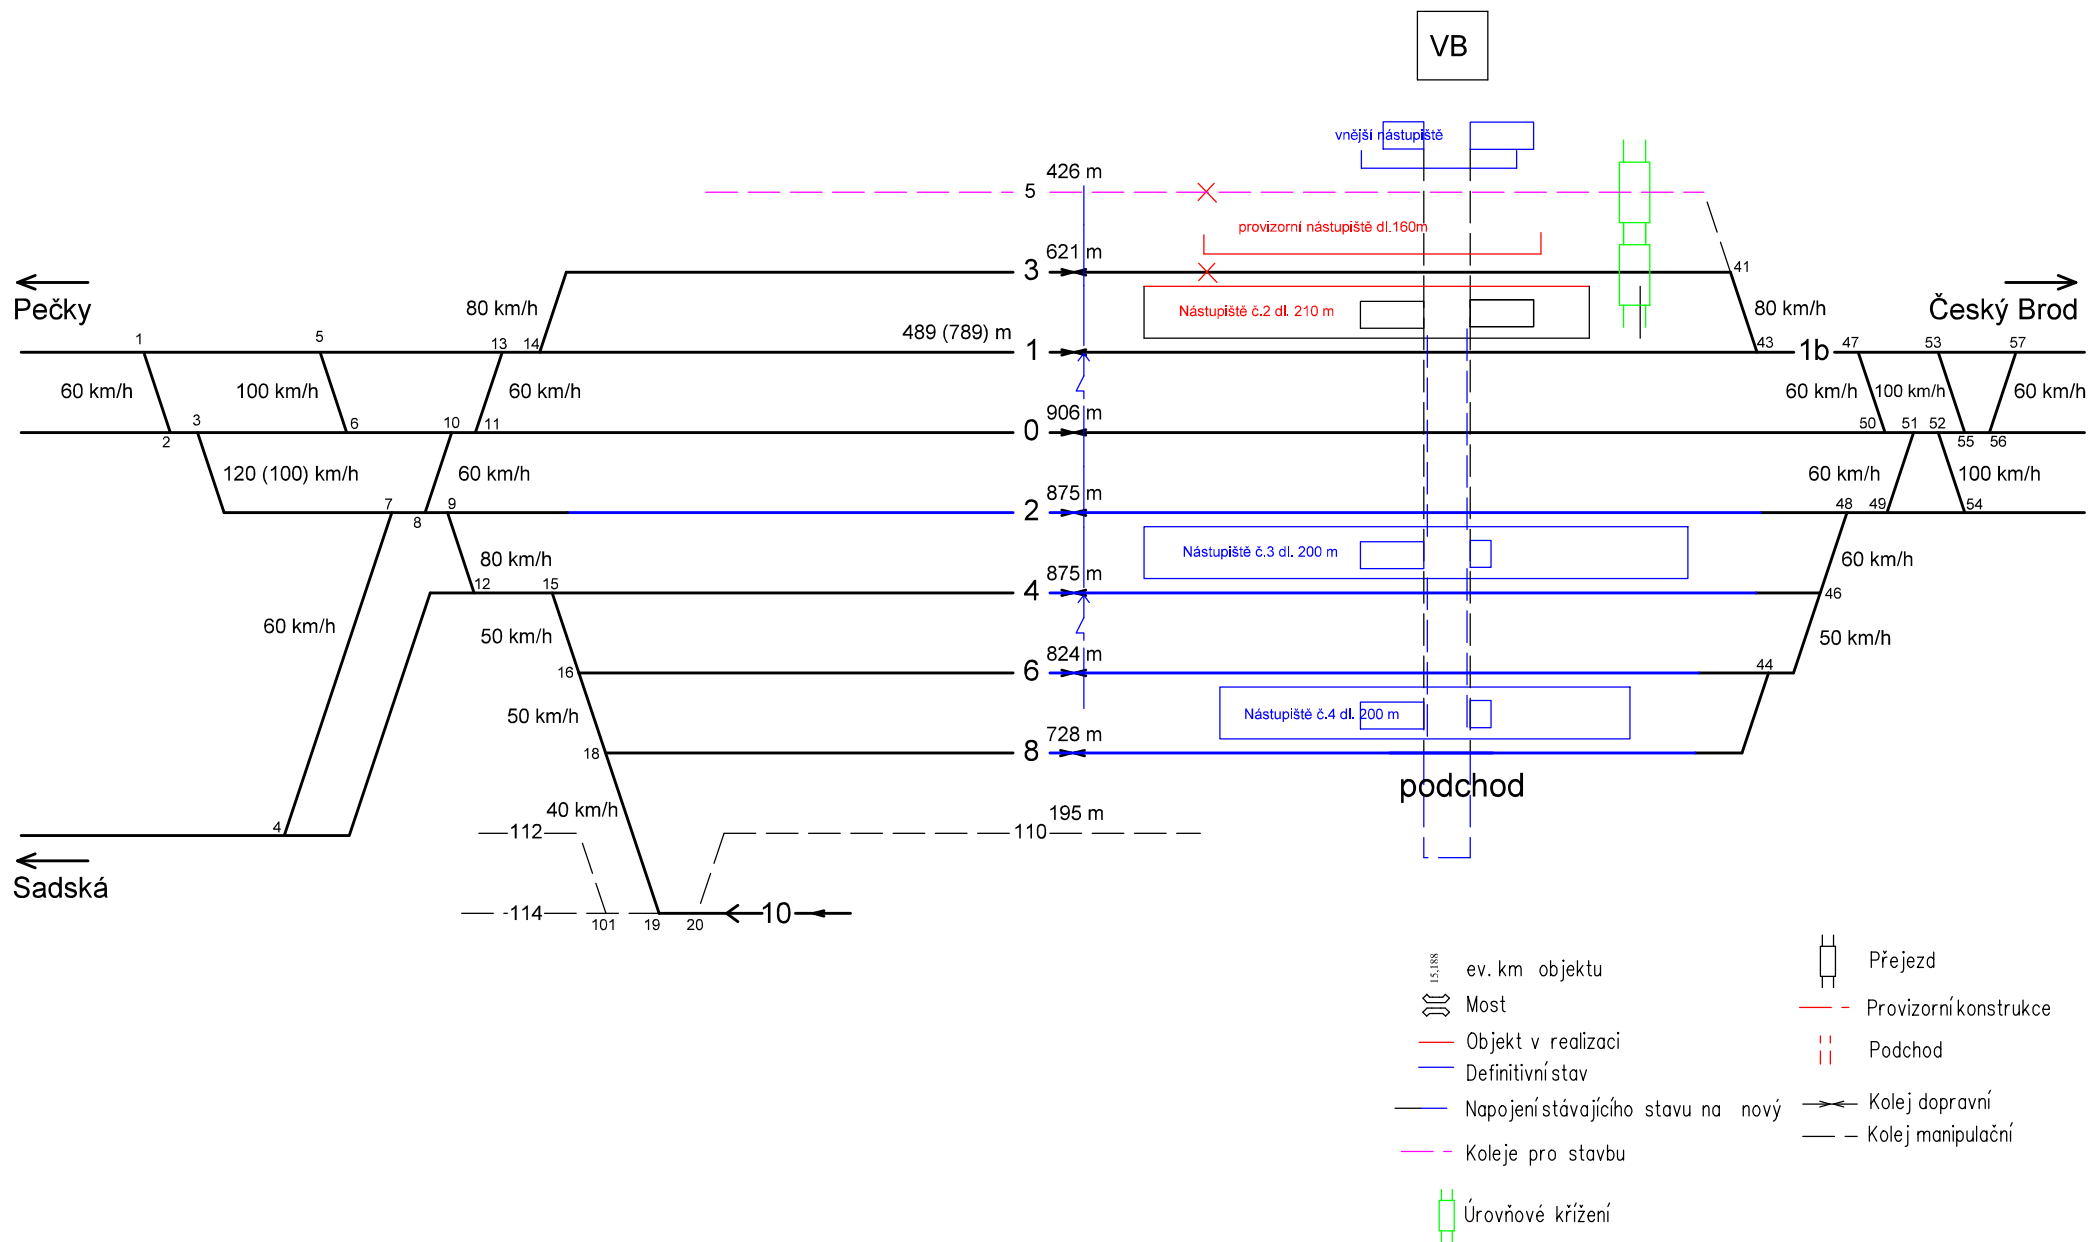 VB
vnější nástupiště
426 m
5
provizorní nástupiště dl.160m
621 m
3
41
Pečky
80 km/h
Nástupiště č.2 dl. 210 m
80 km/h
Český Brod
489 (789) m
1
5
13
14
1
43
1b
47
53
57
60 km/h
100 km/h
60 km/h
60 km/h
100 km/h
60 km/h
906 m
3
2
6
10
11
0
50
51
52
55
56
120 (100) km/h
60 km/h
60 km/h
100 km/h
875 m
7
8
9
2
48
49
54
Nástupiště č.3 dl. 200 m
80 km/h
60 km/h
875 m
12
15
4
46
60 km/h
50 km/h
50 km/h
824 m
16
6
44
50 km/h
Nástupiště č.4 dl. 200 m
728 m
18
8
podchod
40 km/h
195 m
4
112
110
Sadská
114
101
19
20
10
15,188
ev. km objektu
Most
Objekt v realizaci
Definitivní stav
Napojení stávajícího stavu na nový
Koleje pro stavbu
Úrovňové křížení
Přejezd
Provizorní konstrukce
Podchod
Kolej dopravní
Kolej manipulační